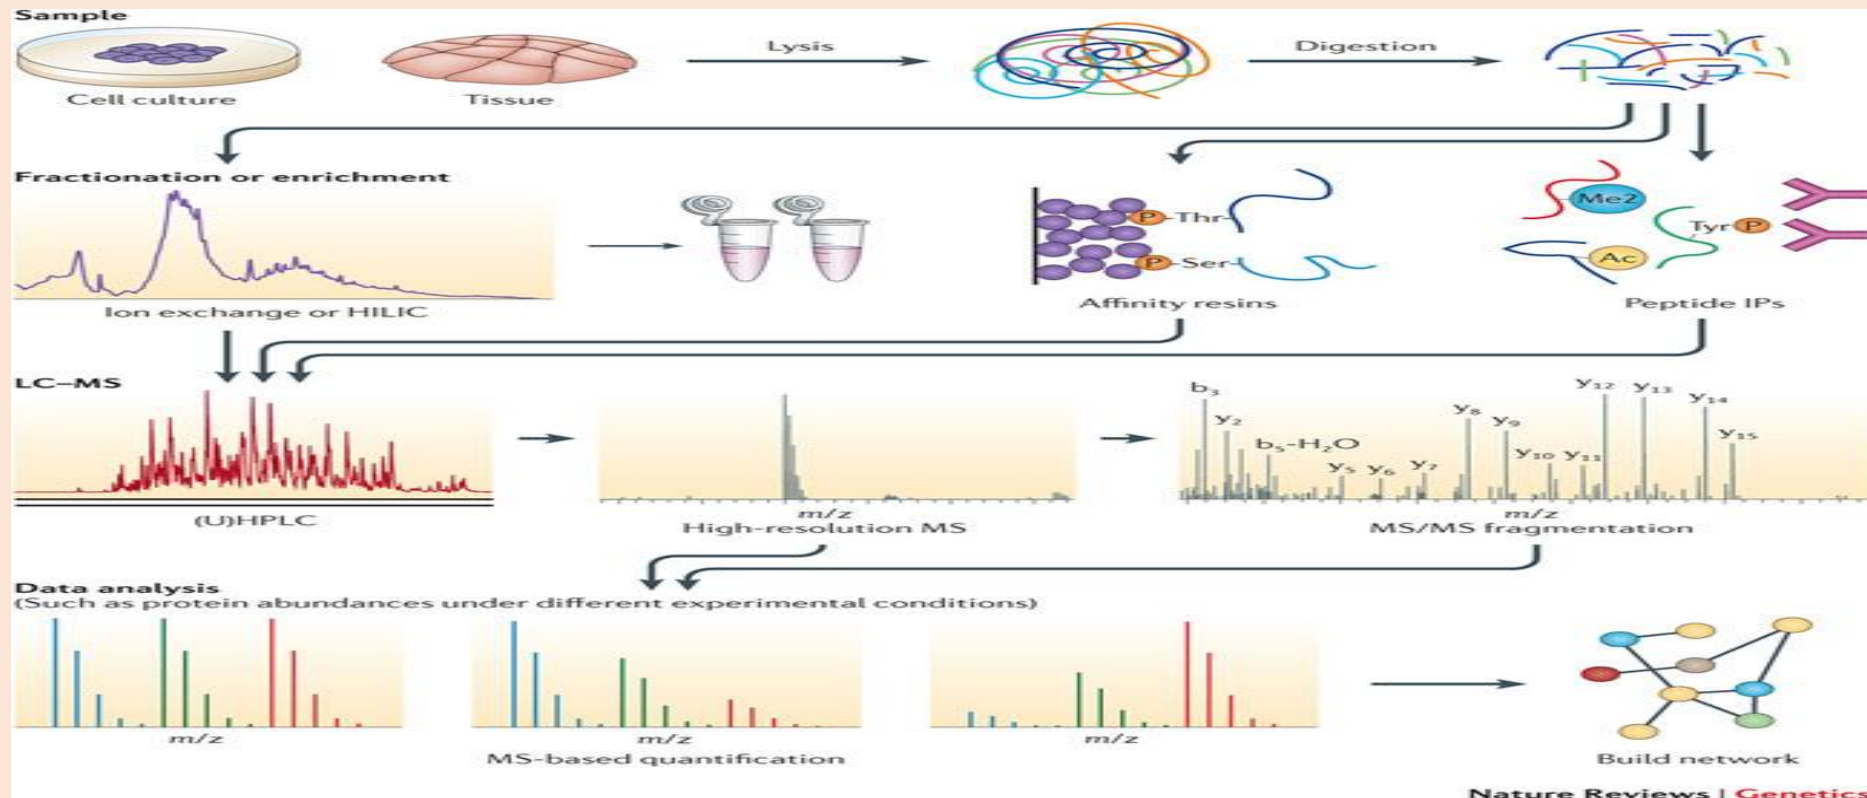 Sample
Lysis
Digestion
Cell culture
Tissue
Fractionation or enrichment
P Thr
P Ser
Me2
Tyr P
Ac
Ion exchange or HILIC
Affinity resins
Peptide IPs
LC–MS
b₃
y₂
b₅-H₂O
y₅
y₆
y₇
y₈
y₉
y₁₀
y₁₁
y₁₂
y₁₃
y₁₄
y₁₅
(U)HPLC
m/z
High-resolution MS
m/z
MS/MS fragmentation
Data analysis
(Such as protein abundances under different experimental conditions)
m/z
m/z
m/z
MS-based quantification
Build network
Nature Reviews | Genetics